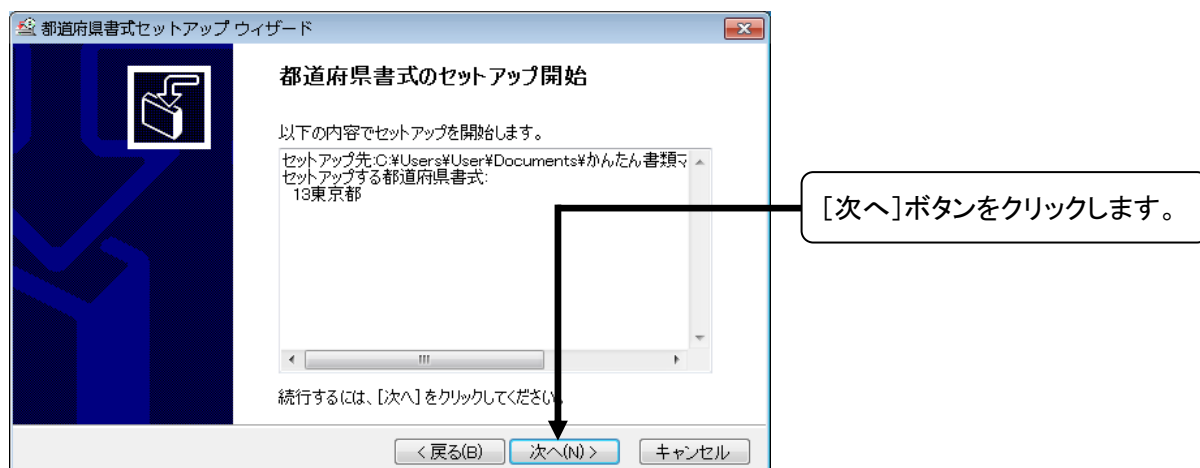 都道府県書式セットアップ ウィザード
都道府県書式のセットアップ開始
以下の内容でセットアップを開始します。
セットアップ先:C:¥Users¥User¥Documents¥かんたん書類マ
セットアップする都道府県書式:
13東京都
[次へ]ボタンをクリックします。
続行するには、[次へ]をクリックしてください。
< 戻る(B)
次へ(N) >
キャンセル